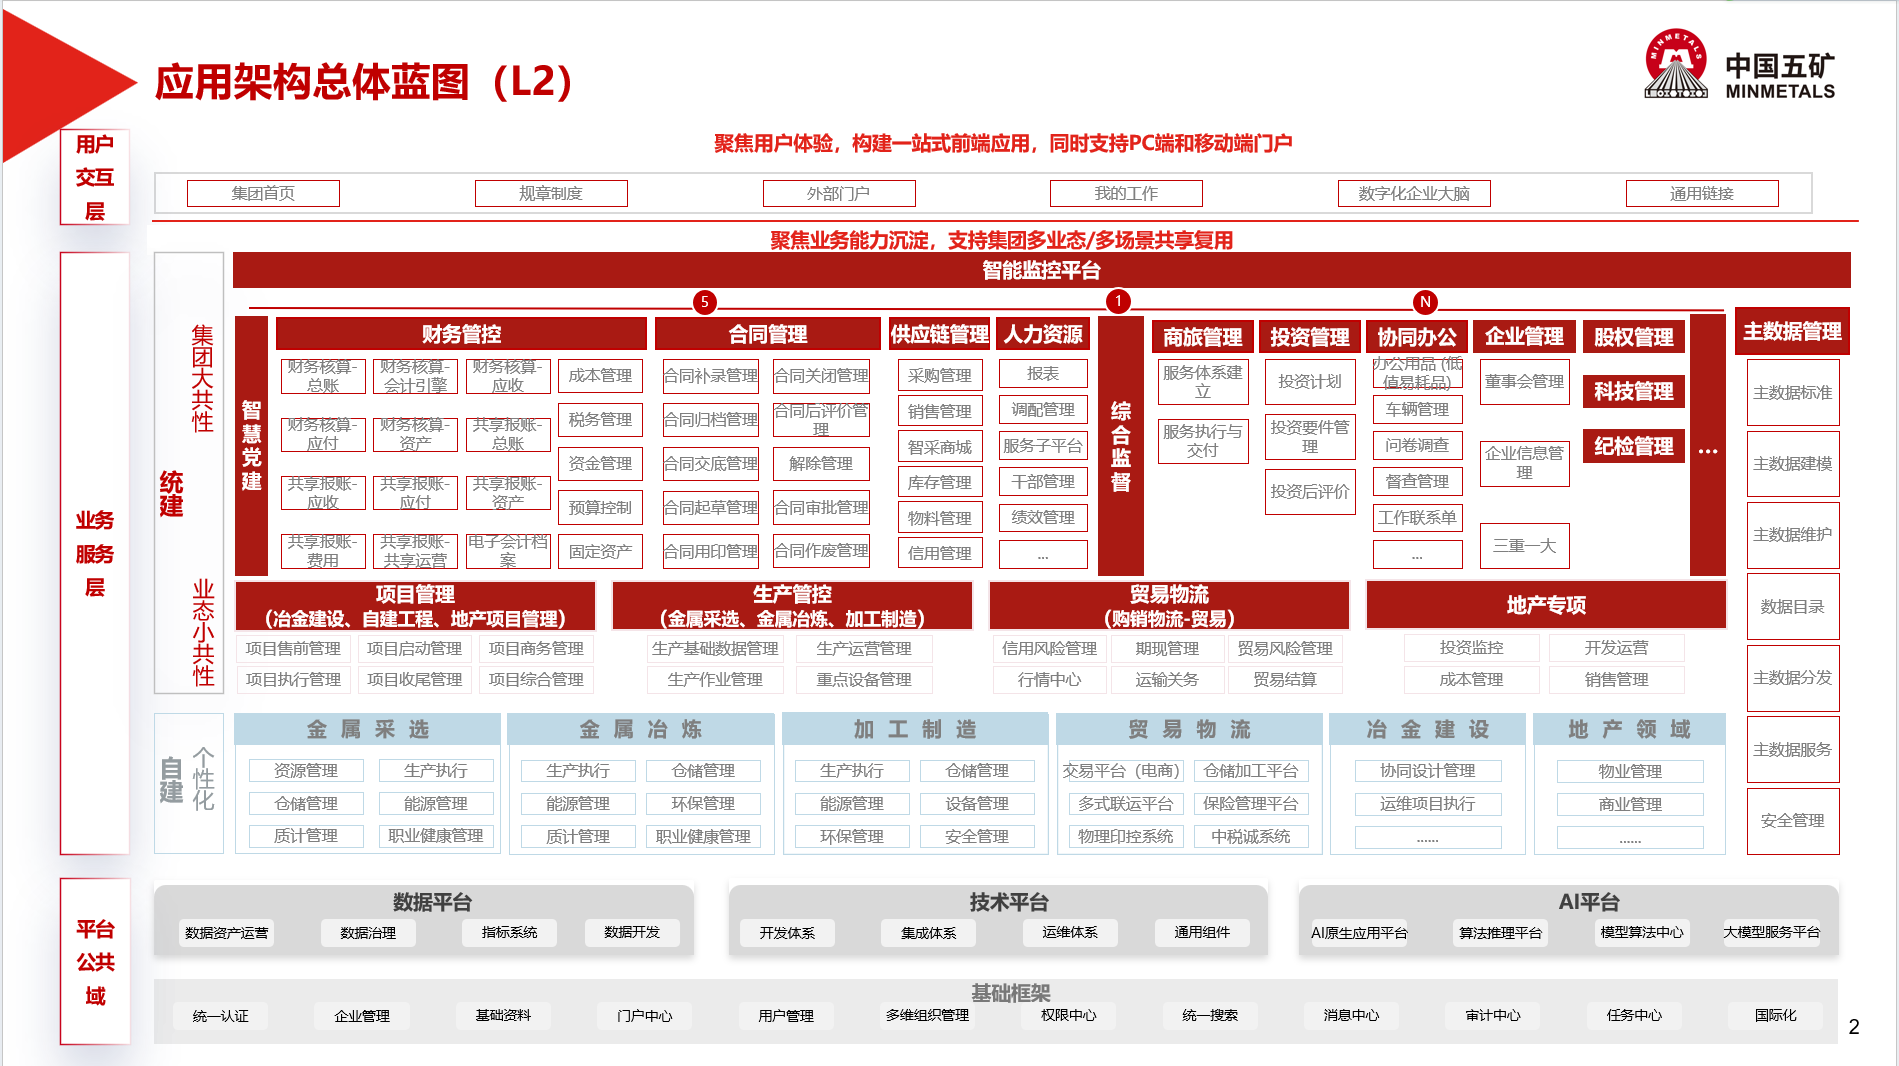 应用架构总体蓝图（L2）
MINMETALS
中国五矿
MINMETALS
用户
交互
层
聚焦用户体验，构建一站式前端应用，同时支持PC端和移动端门户
集团首页
规章制度
外部门户
我的工作
数字化企业大脑
通用链接
聚焦业务能力沉淀，支持集团多业态/多场景共享复用
业务
服务
层
统建
集团大共性
业态小共性
智能监控平台
5
1
N
智慧党建
财务管控
财务核算-
总账
财务核算-
会计引擎
财务核算-
应收
成本管理
财务核算-
应付
财务核算-
资产
共享报账-
总账
税务管理
资金管理
共享报账-
应收
共享报账-
应付
共享报账-
资产
预算控制
共享报账-
费用
共享报账-
共享运营
电子会计档
案
固定资产
合同管理
合同补录管理
合同关闭管理
合同归档管理
合同后评价管
理
合同交底管理
解除管理
合同起草管理
合同审批管理
合同用印管理
合同作废管理
供应链管理
采购管理
销售管理
智采商城
库存管理
物料管理
信用管理
人力资源
报表
调配管理
服务子平台
干部管理
绩效管理
...
综合监督
商旅管理
服务体系建
立
服务执行与
交付
投资管理
投资计划
投资要件管
理
投资后评价
协同办公
办公用品 (低
值易耗品)
车辆管理
问卷调查
督查管理
工作联系单
...
企业管理
董事会管理
企业信息管
理
三重一大
股权管理
科技管理
纪检管理
...
主数据管理
主数据标准
主数据建模
主数据维护
数据目录
主数据分发
主数据服务
安全管理
项目管理
（冶金建设、自建工程、地产项目管理）
项目售前管理
项目启动管理
项目商务管理
项目执行管理
项目收尾管理
项目综合管理
生产管控
（金属采选、金属冶炼、加工制造）
生产基础数据管理
生产运营管理
生产作业管理
重点设备管理
贸易物流
（购销物流-贸易）
信用风险管理
期现管理
贸易风险管理
行情中心
运输关务
贸易结算
地产专项
投资监控
开发运营
成本管理
销售管理
自建
个性化
金属采选
资源管理
生产执行
仓储管理
能源管理
质计管理
职业健康管理
金属冶炼
生产执行
仓储管理
能源管理
环保管理
质计管理
职业健康管理
加工制造
生产执行
仓储管理
能源管理
设备管理
环保管理
安全管理
贸易物流
交易平台（电商）
仓储加工平台
多式联运平台
保险管理平台
物理印控系统
中税诚系统
冶金建设
协同设计管理
运维项目执行
......
地产领域
物业管理
商业管理
......
平台
公共
域
数据平台
数据资产运营
数据治理
指标系统
数据开发
技术平台
开发体系
集成体系
运维体系
通用组件
AI平台
AI原生应用平台
算法推理平台
模型算法中心
大模型服务平台
基础框架
统一认证
企业管理
基础资料
门户中心
用户管理
多维组织管理
权限中心
统一搜索
消息中心
审计中心
任务中心
国际化
2